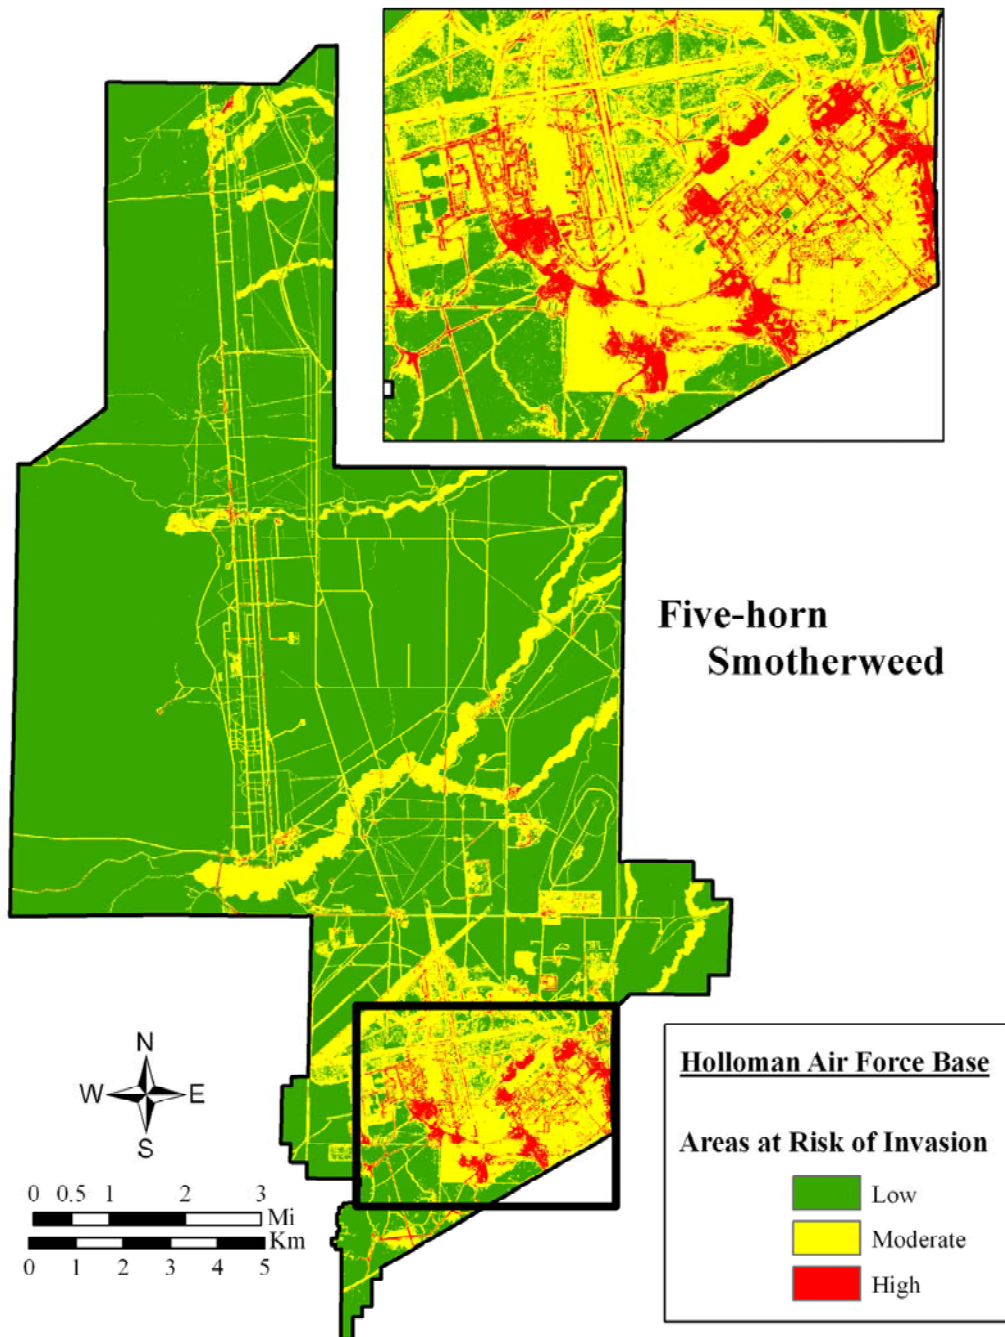 Five-horn
Smotherweed
N
W E
S
0 0.5 1 2 3
Mi
Km
0 1 2 3 4 5
Holloman Air Force Base
Areas at Risk of Invasion
Low
Moderate
High